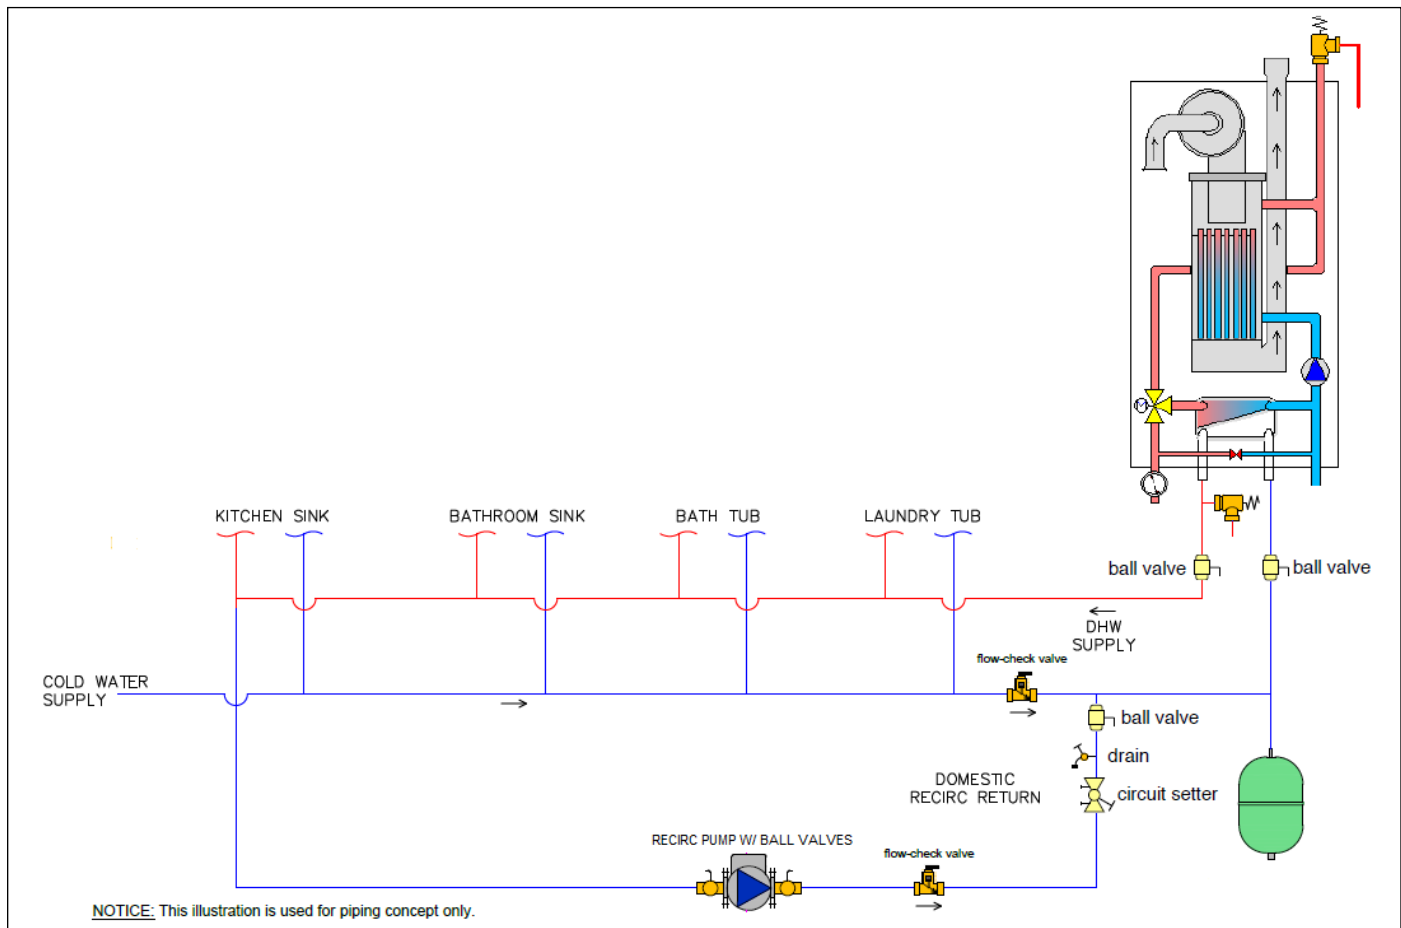 KITCHEN SINK
BATHROOM SINK
BATH TUB
LAUNDRY TUB
ball valve
ball valve
DHW
SUPPLY
flow-check valve
COLD WATER
SUPPLY
ball valve
drain
DOMESTIC
RECIRC RETURN
circuit setter
RECIRC PUMP W/ BALL VALVES
flow-check valve
NOTICE: This illustration is used for piping concept only.